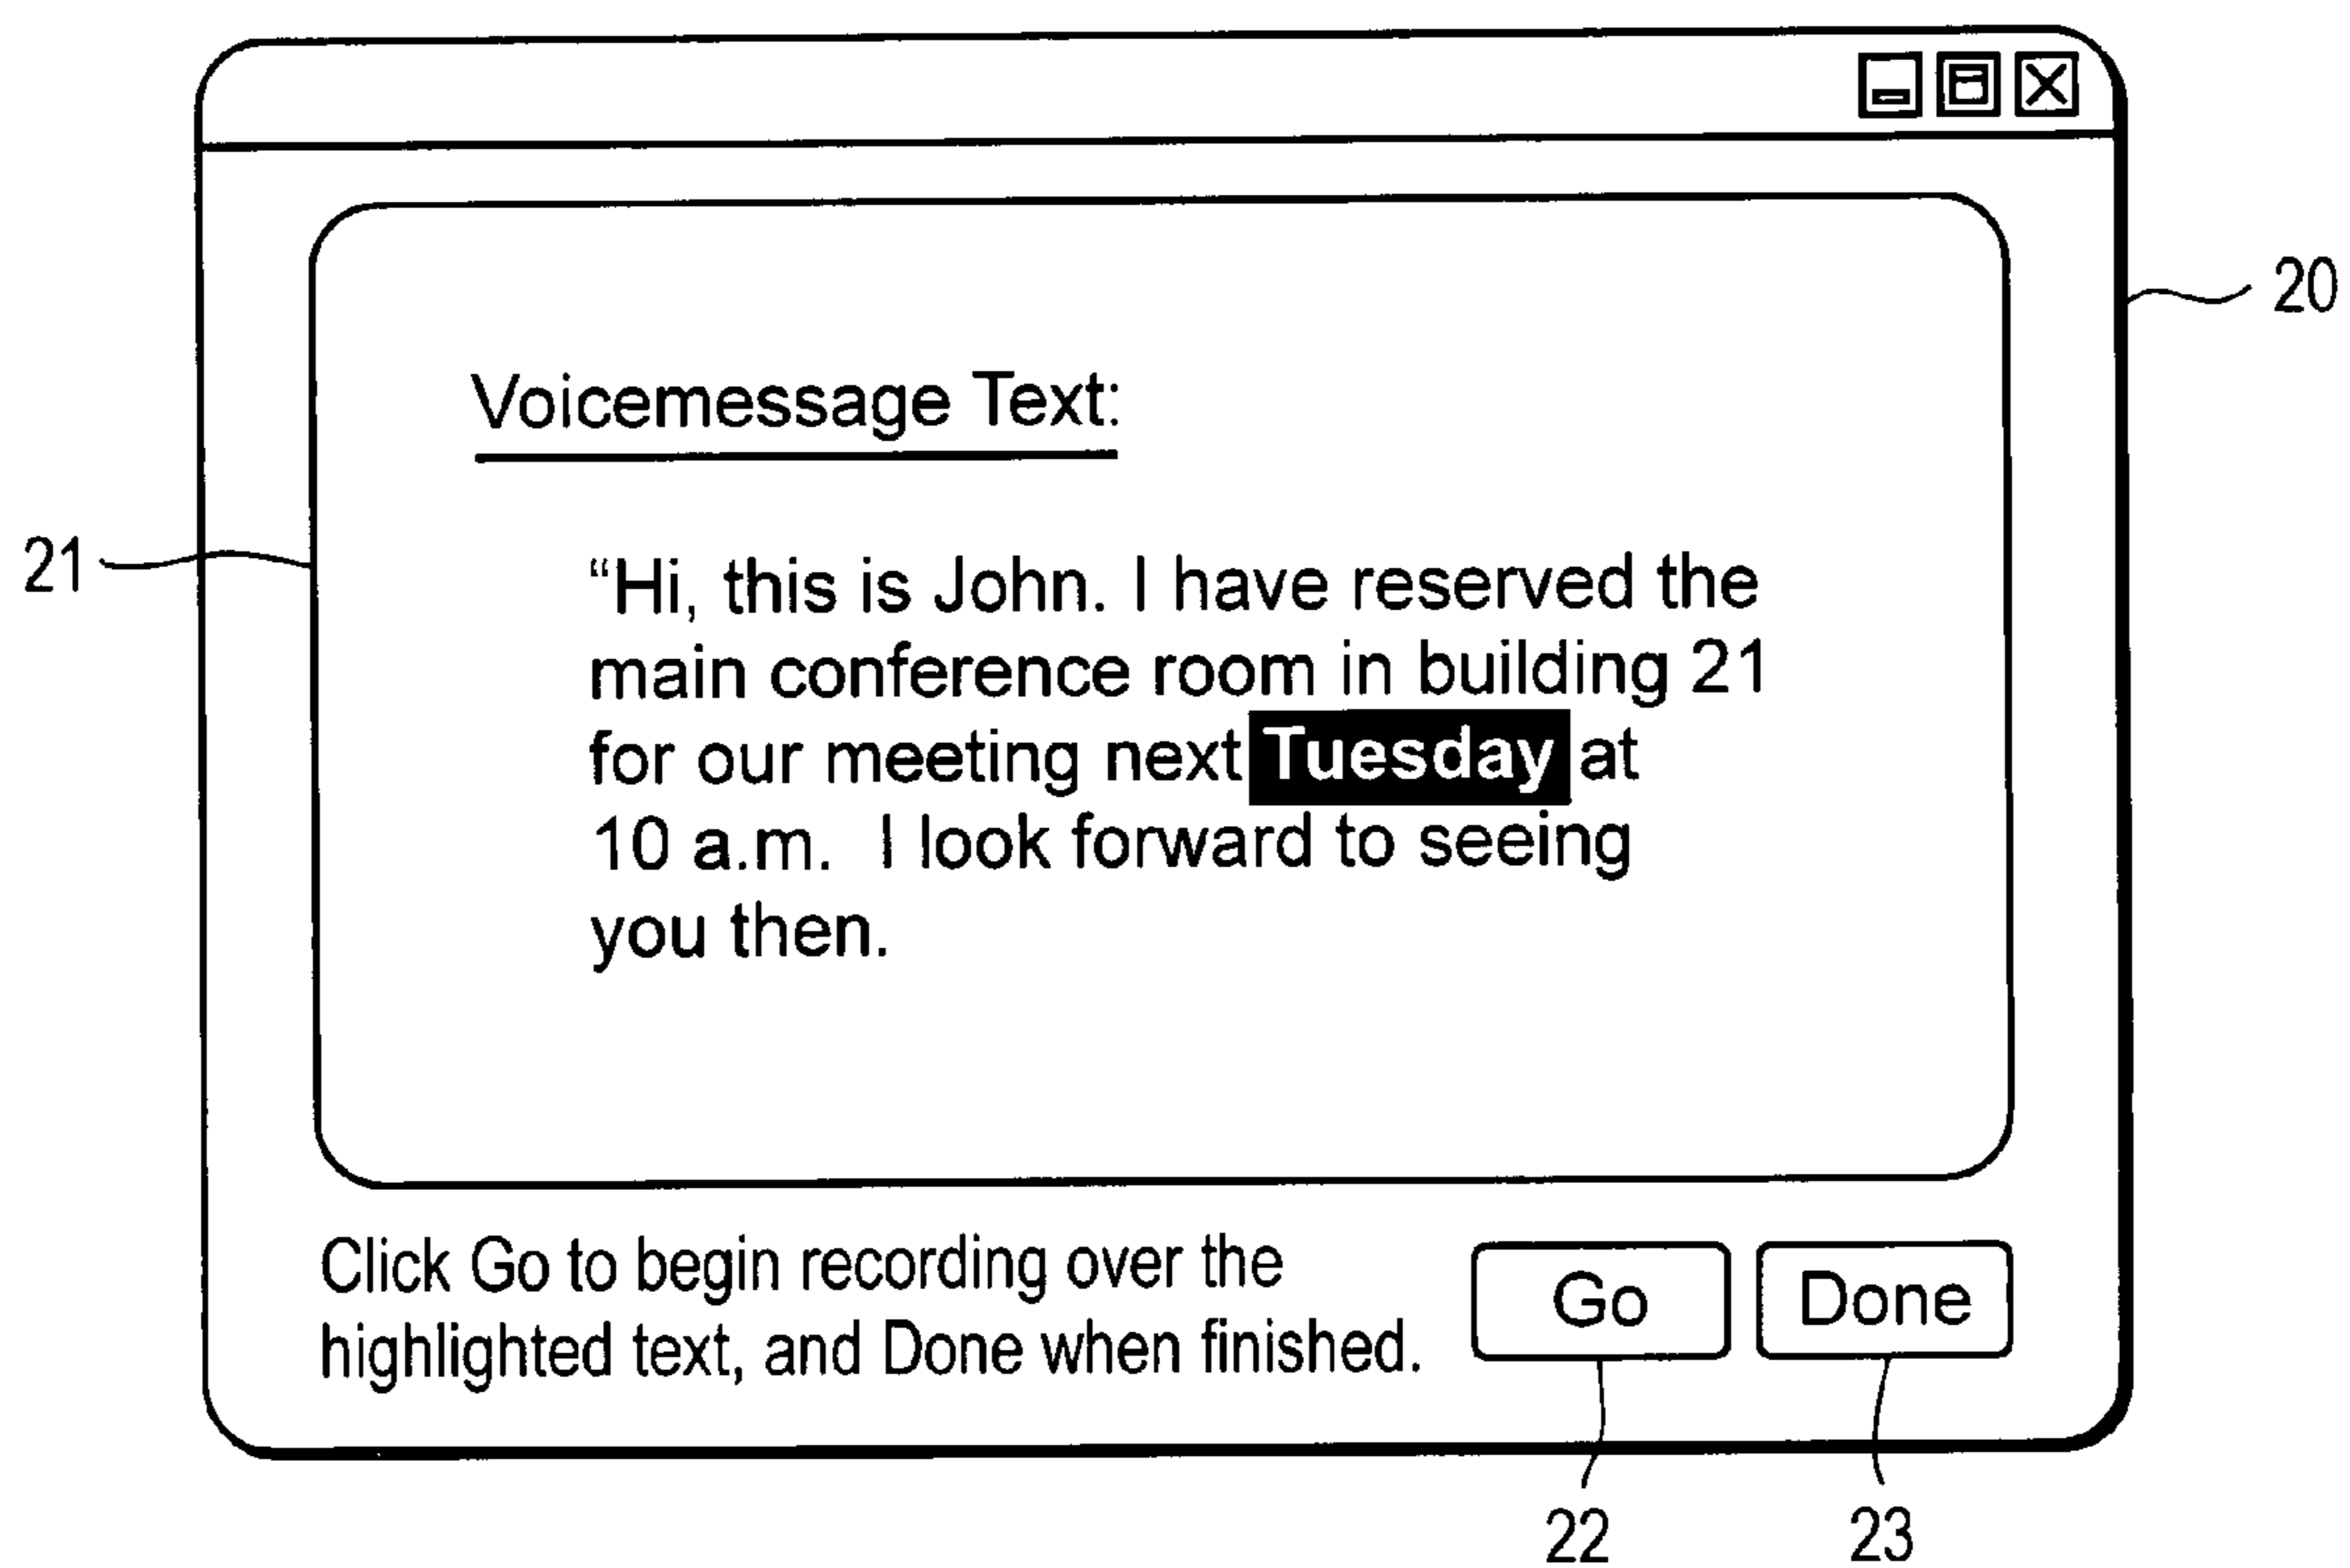 20
Voicemessage Text:
21
“Hi, this is John. I have reserved the
main conference room in building 21
for our meeting next Tuesday at
10 a.m. I look forward to seeing
you then.
Click Go to begin recording over the
highlighted text, and Done when finished.
Go
Done
22
23